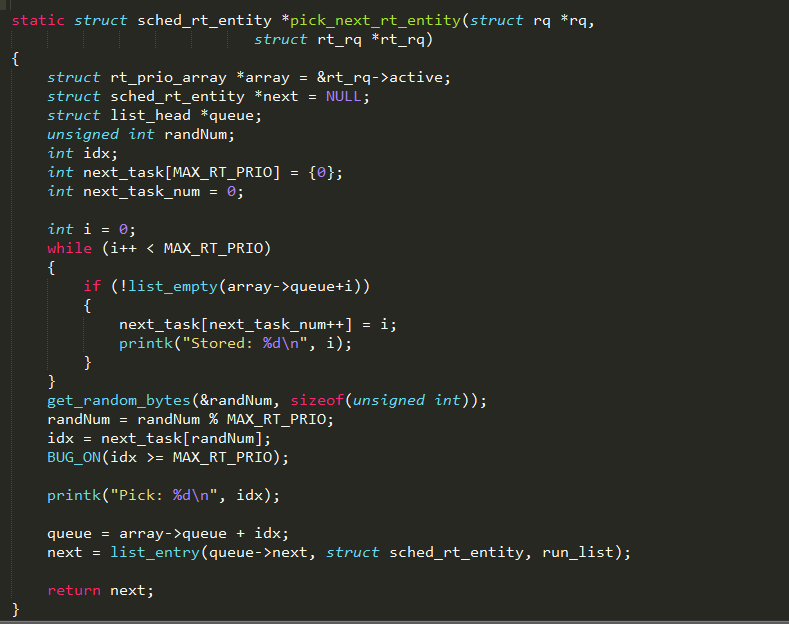 static struct sched_rt_entity *pick_next_rt_entity(struct rq *rq,
struct rt_rq *rt_rq)
{
struct rt_prio_array *array = &rt_rq->active;
struct sched_rt_entity *next = NULL;
struct list_head *queue;
unsigned int randNum;
int idx;
int next_task[MAX_RT_PRIO] = {0};
int next_task_num = 0;
int i = 0;
while (i++ < MAX_RT_PRIO)
{
if (!list_empty(array->queue+i))
{
next_task[next_task_num++] = i;
printk("Stored: %d\n", i);
}
}
get_random_bytes(&randNum, sizeof(unsigned int));
randNum = randNum % MAX_RT_PRIO;
idx = next_task[randNum];
BUG_ON(idx >= MAX_RT_PRIO);
printk("Pick: %d\n", idx);
queue = array->queue + idx;
next = list_entry(queue->next, struct sched_rt_entity, run_list);
return next;
}